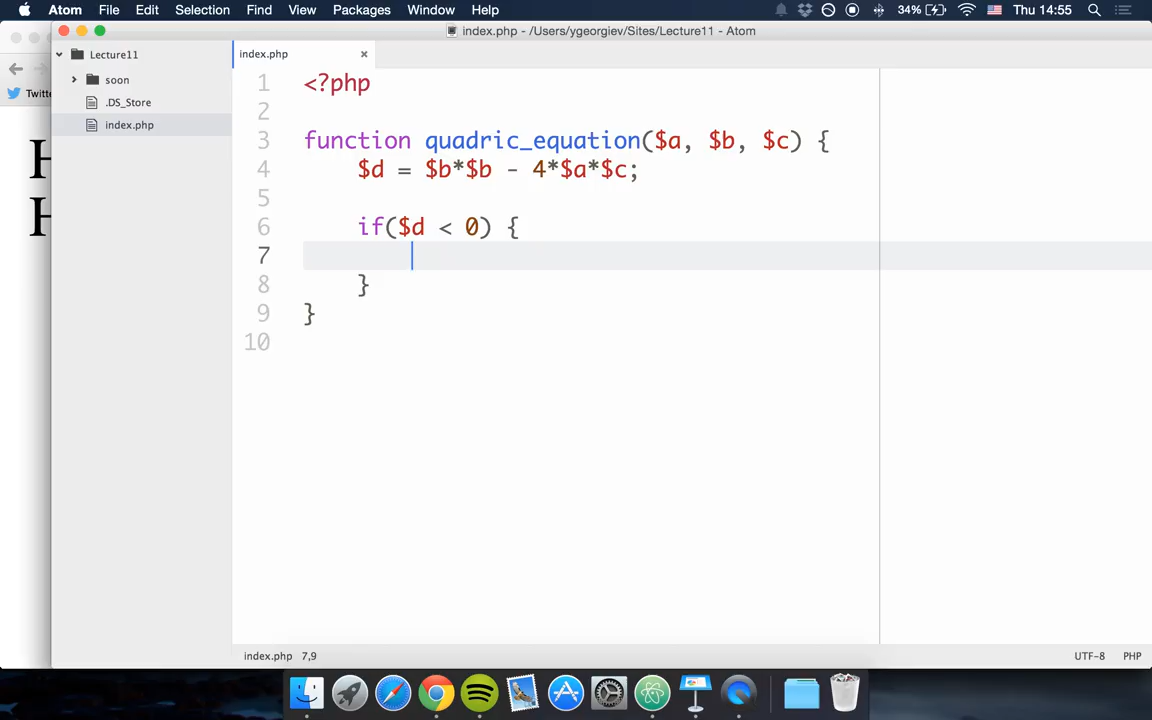 Atom File Edit Selection Find View Packages Window Help 34% Thu 14:55
index.php - /Users/ygeorgiev/Sites/Lecture11 - Atom
Lecture11
index.php
soon
.DS_Store
index.php
Twitte
H
H
1 <?php
2
3 function quadric_equation($a, $b, $c) {
4 $d = $b*$b - 4*$a*$c;
5
6 if($d < 0) {
7
8 }
9 }
10
index.php 7,9 UTF-8 PHP